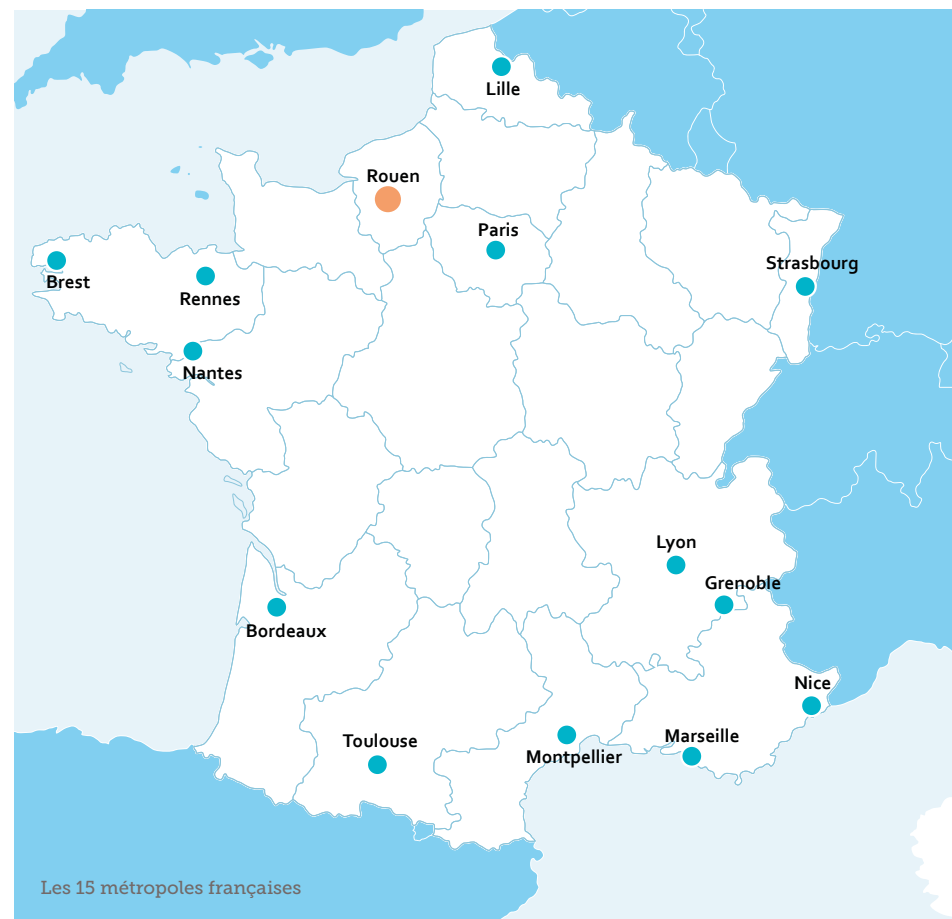 Lille
Rouen
Paris
Strasbourg
Brest
Rennes
Nantes
Lyon
Grenoble
Bordeaux
Nice
Marseille
Toulouse
Montpellier
Les 15 métropoles françaises